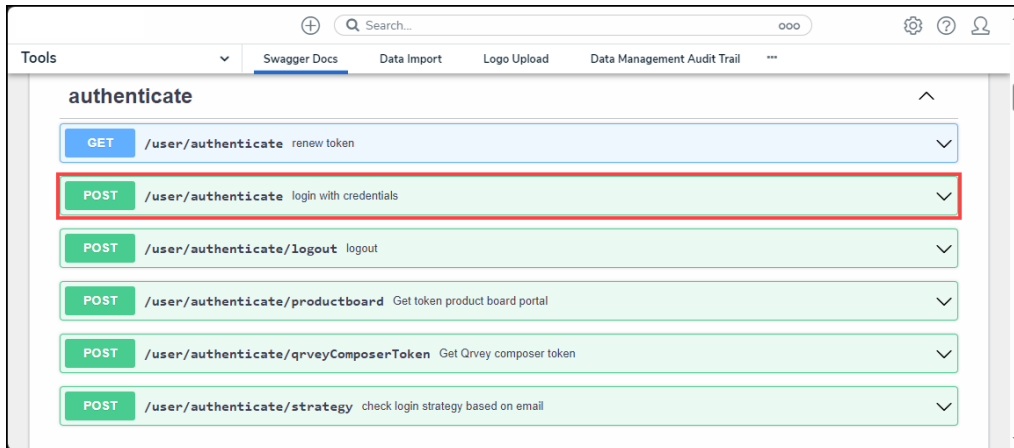 Search...
Tools Swagger Docs Data Import Logo Upload Data Management Audit Trail
authenticate
GET /user/authenticate renew token
POST /user/authenticate login with credentials
POST /user/authenticate/logout logout
POST /user/authenticate/productboard Get token product board portal
POST /user/authenticate/qrveyComposerToken Get Qrvey composer token
POST /user/authenticate/strategy check login strategy based on email